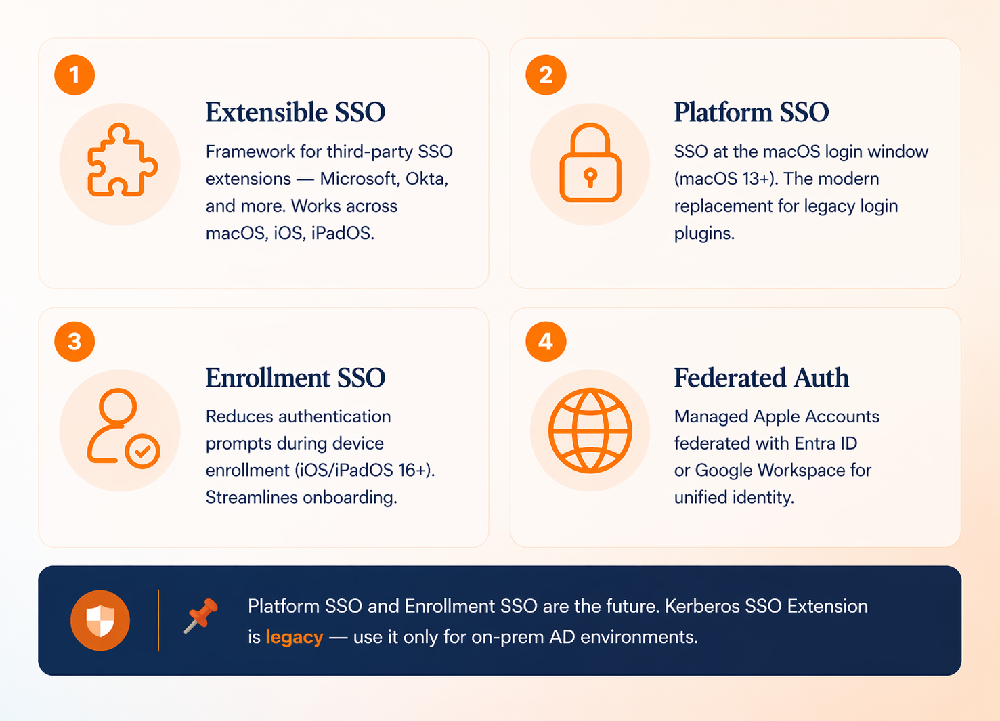 1
Extensible SSO
Framework for third-party SSO
extensions — Microsoft, Okta,
and more. Works across
macOS, iOS, iPadOS.
2
Platform SSO
SSO at the macOS login window
(macOS 13+). The modern
replacement for legacy login
plugins.
3
Enrollment SSO
Reduces authentication
prompts during device
enrollment (iOS/iPadOS 16+).
Streamlines onboarding.
4
Federated Auth
Managed Apple Accounts
federated with Entra ID
or Google Workspace for
unified identity.
Platform SSO and Enrollment SSO are the future. Kerberos SSO Extension
is legacy — use it only for on-prem AD environments.